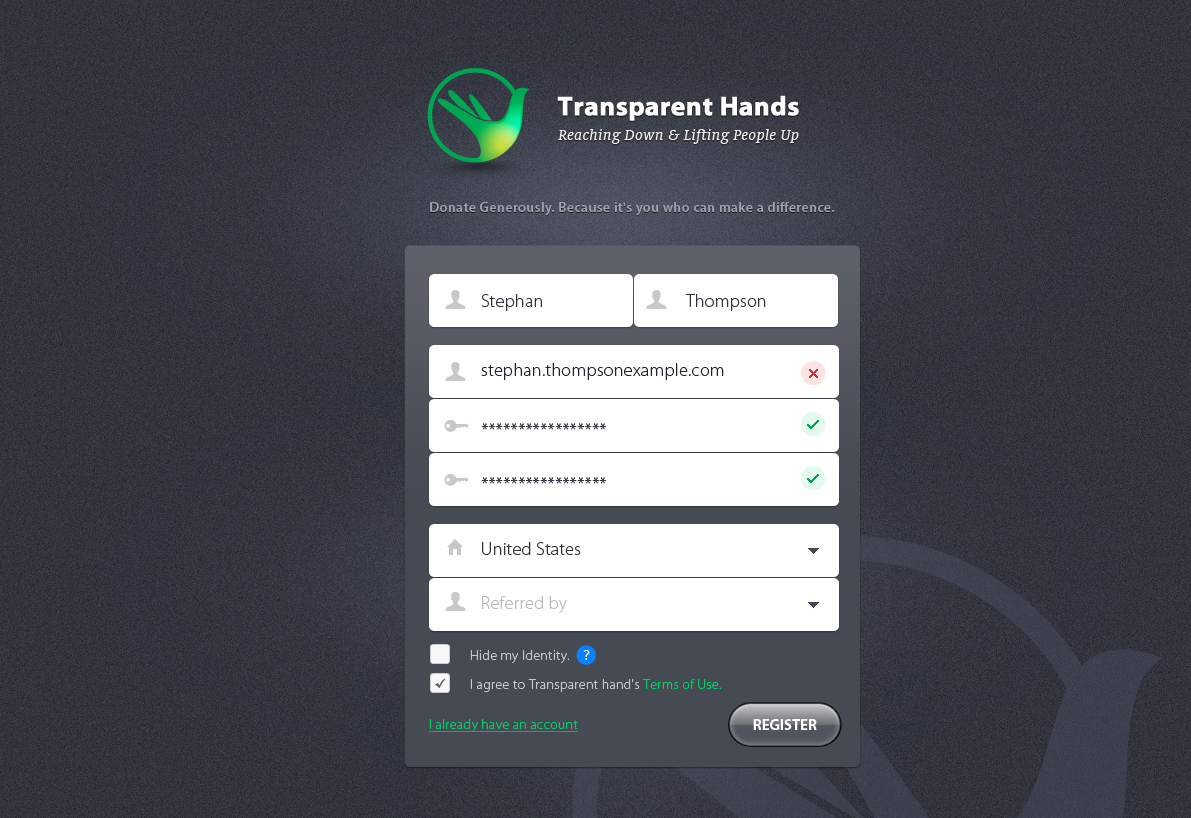 Transparent Hands
Reaching Down & Lifting People Up
Donate Generously. Because it's you who can make a difference.
Stephan
Thompson
stephan.thompsonexample.com
*****************
*****************
United States
Referred by
Hide my Identity. ?
I agree to Transparent hand's Terms of Use.
I already have an account
REGISTER